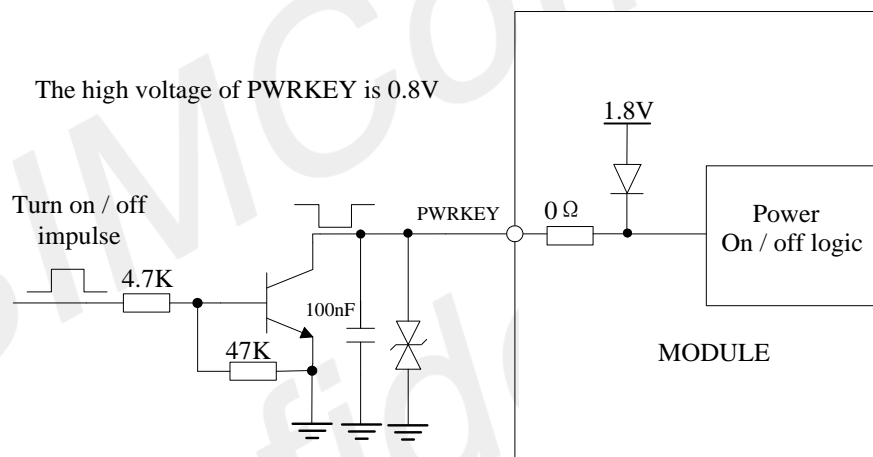 SIMCom
The high voltage of PWRKEY is 0.8V
1.8V
Turn on / off
impulse
PWRKEY
0 Ω
Power
On / off logic
4.7K
100nF
47K
MODULE